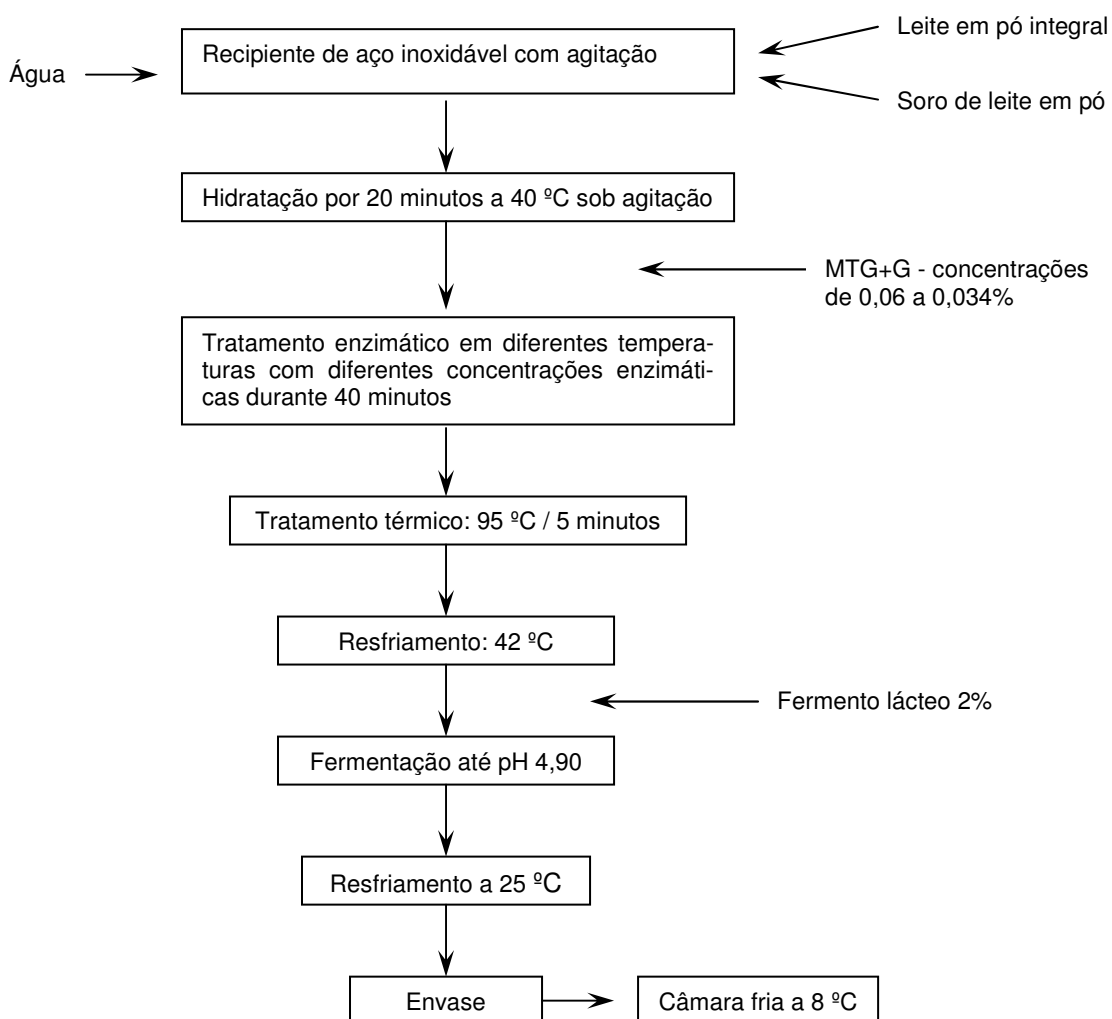 Leite em pó integral
Recipiente de aço inoxidável com agitação
Água
Soro de leite em pó
Hidratação por 20 minutos a 40 ºC sob agitação
MTG+G - concentrações
de 0,06 a 0,034%
Tratamento enzimático em diferentes tempera-
turas com diferentes concentrações enzimáti-
cas durante 40 minutos
Tratamento térmico: 95 ºC / 5 minutos
Resfriamento: 42 ºC
Fermento lácteo 2%
Fermentação até pH 4,90
Resfriamento a 25 ºC
Envase
Câmara fria a 8 ºC